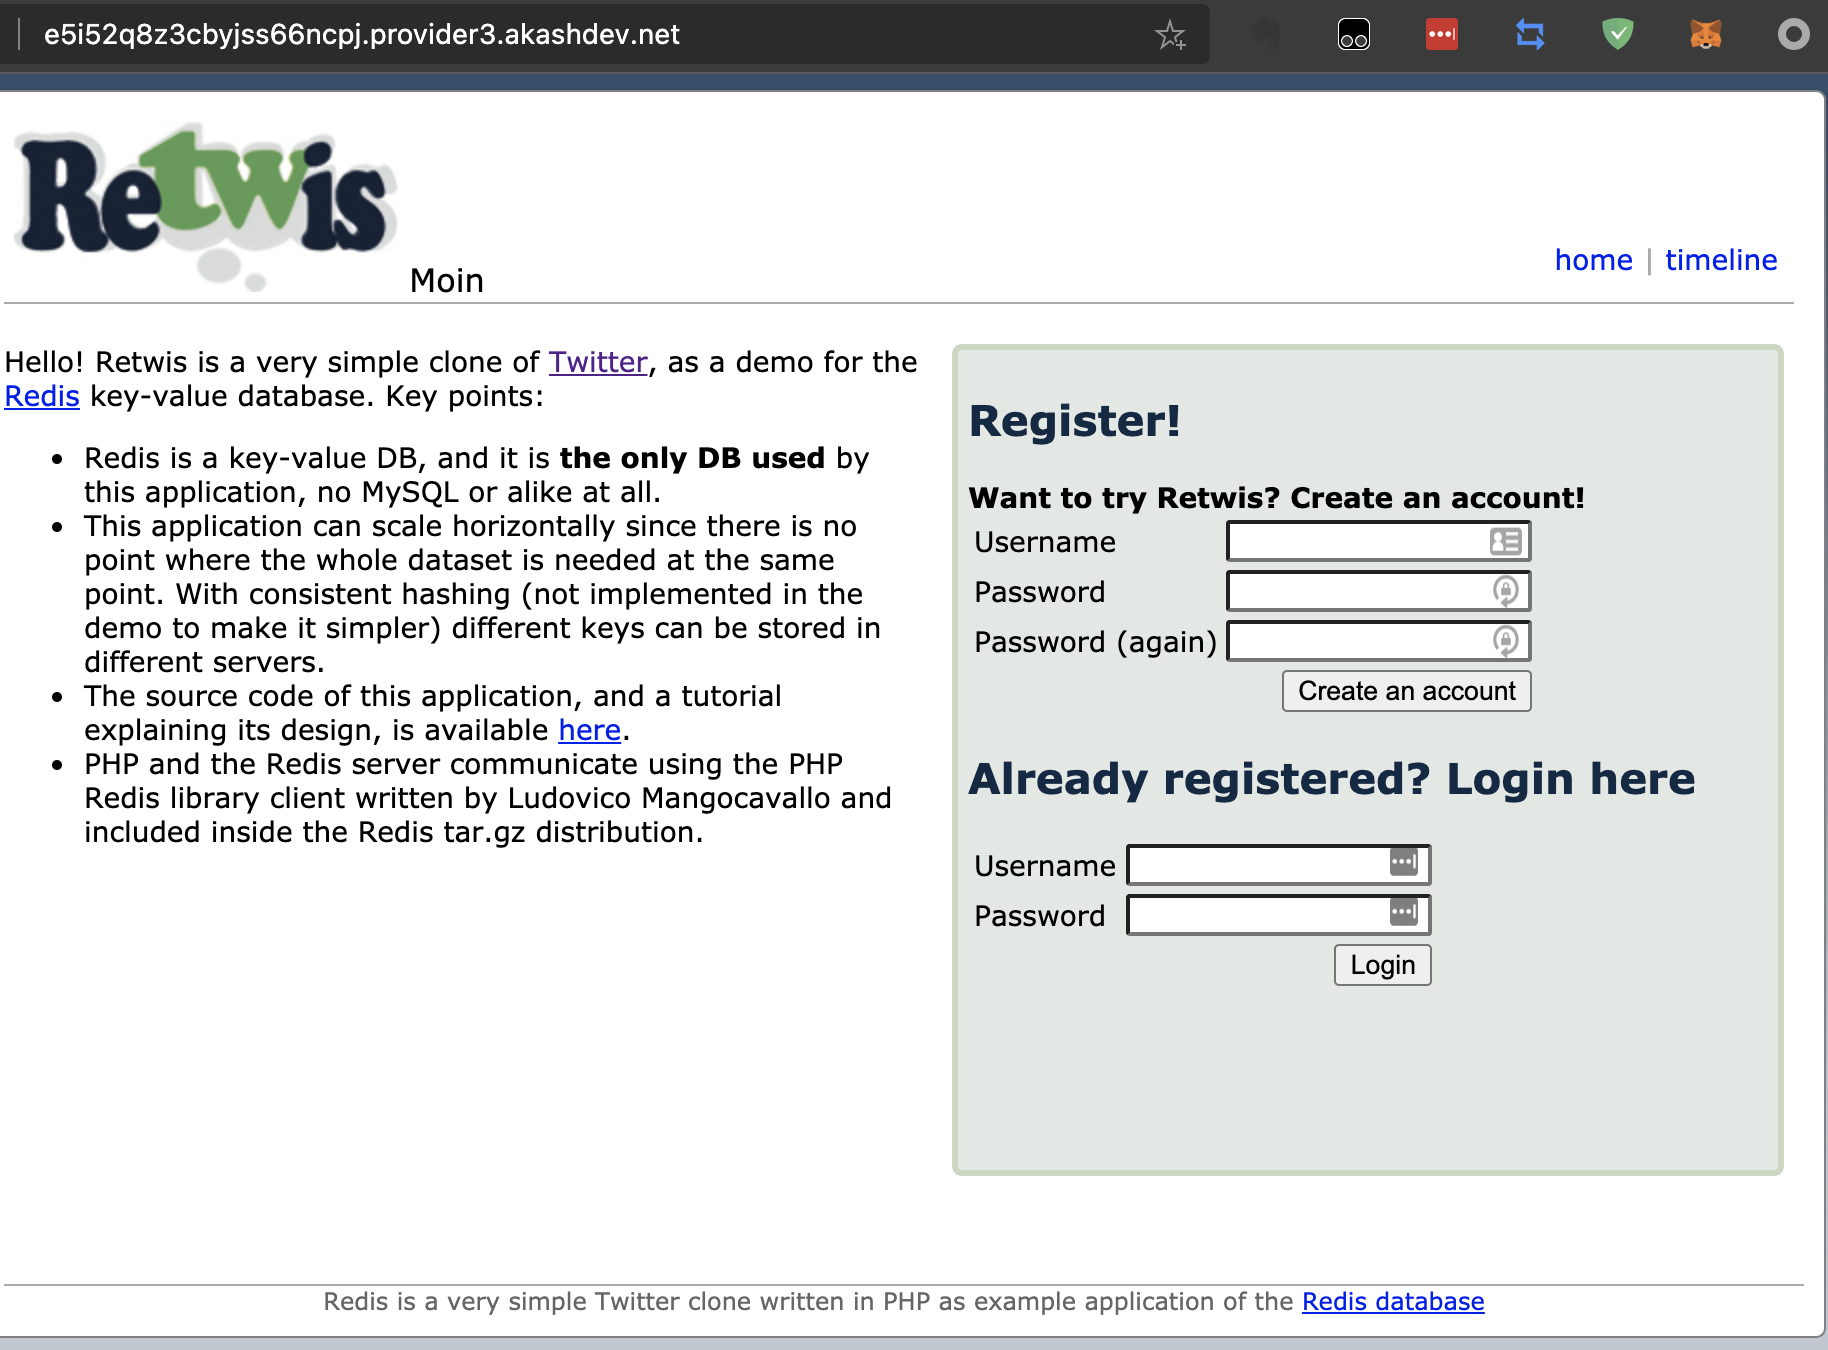 e5i52q8z3cbyjss66ncpj.provider3.akashdev.net
Retwis
Moin
home | timeline
Hello! Retwis is a very simple clone of Twitter, as a demo for the
Redis key-value database. Key points:
• Redis is a key-value DB, and it is the only DB used by
this application, no MySQL or alike at all.
• This application can scale horizontally since there is no
point where the whole dataset is needed at the same
point. With consistent hashing (not implemented in the
demo to make it simpler) different keys can be stored in
different servers.
• The source code of this application, and a tutorial
explaining its design, is available here.
• PHP and the Redis server communicate using the PHP
Redis library client written by Ludovico Mangocavallo and
included inside the Redis tar.gz distribution.
Register!
Want to try Retwis? Create an account!
Username
Password
Password (again)
Create an account
Already registered? Login here
Username
Password
Login
Redis is a very simple Twitter clone written in PHP as example application of the Redis database